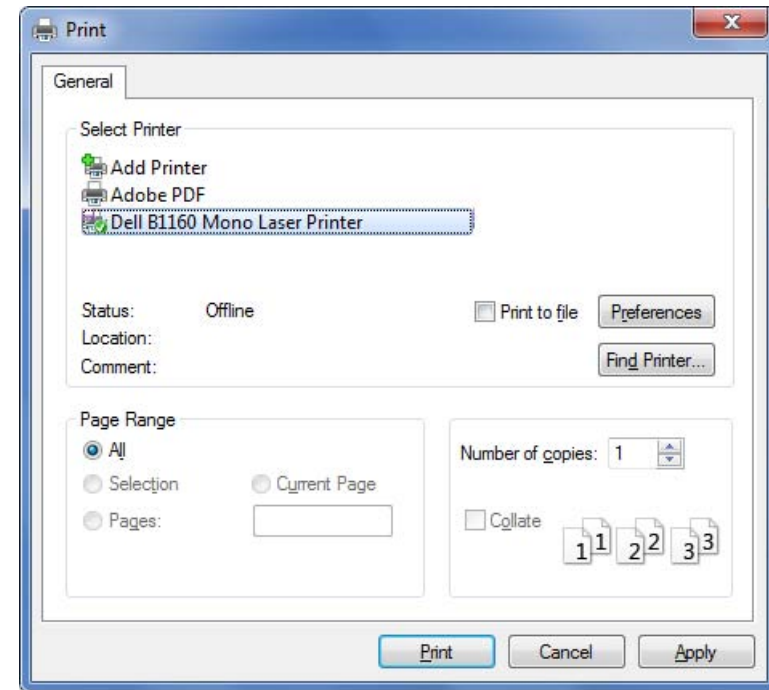 Print
General
Select Printer
Add Printer
Adobe PDF
Dell B1160 Mono Laser Printer
Status: Offline
Print to file Preferences
Location:
Comment:
Find Printer...
Page Range
All
Selection Current Page
Pages:
Number of copies: 1
Collate
1 1 2 2 3 3
Print Cancel Apply